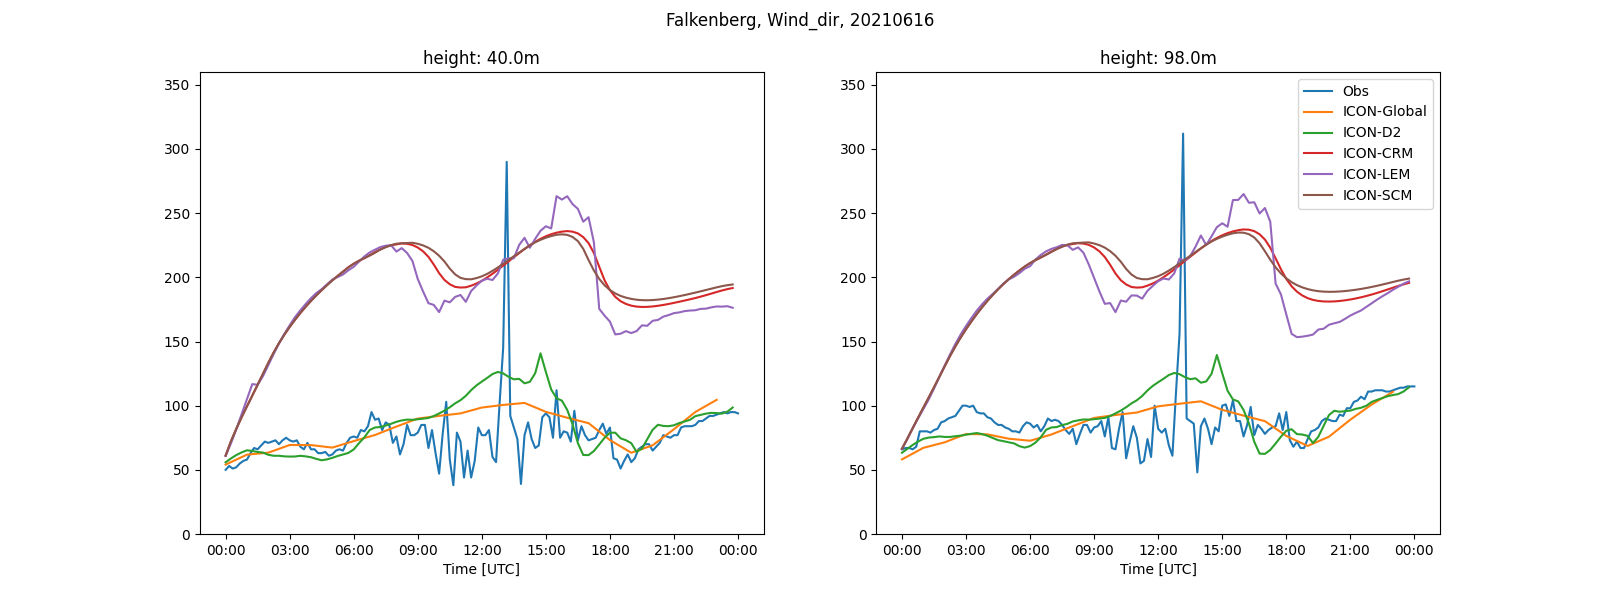 Falkenberg, Wind_dir, 20210616
height: 40.0m
350
300
250
200
150
100
50
0
00:00 03:00 06:00 09:00 12:00 15:00 18:00 21:00 00:00
Time [UTC]
height: 98.0m
350
300
250
200
150
100
50
0
00:00 03:00 06:00 09:00 12:00 15:00 18:00 21:00 00:00
Time [UTC]
Obs
ICON-Global
ICON-D2
ICON-CRM
ICON-LEM
ICON-SCM